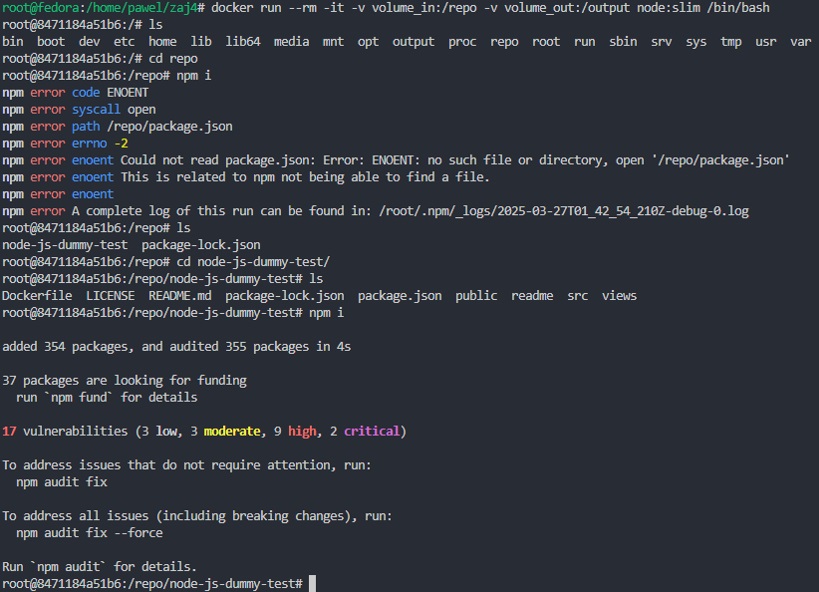 root@fedora:/home/pawel/zaj4# docker run --rm -it -v volume_in:/repo -v volume_out:/output node:slim /bin/bash
root@8471184a51b6:/# ls
bin  boot  dev  etc  home  lib  lib64  media  mnt  opt  output  proc  repo  root  run  sbin  srv  sys  tmp  usr  var
root@8471184a51b6:/# cd repo
root@8471184a51b6:/repo# npm i
npm error code ENOENT
npm error syscall open
npm error path /repo/package.json
npm error errno -2
npm error enoent Could not read package.json: Error: ENOENT: no such file or directory, open '/repo/package.json'
npm error enoent This is related to npm not being able to find a file.
npm error enoent
npm error A complete log of this run can be found in: /root/.npm/_logs/2025-03-27T01_42_54_210Z-debug-0.log
root@8471184a51b6:/repo# ls
node-js-dummy-test  package-lock.json
root@8471184a51b6:/repo# cd node-js-dummy-test/
root@8471184a51b6:/repo/node-js-dummy-test# ls
Dockerfile  LICENSE  README.md  package-lock.json  package.json  public  readme  src  views
root@8471184a51b6:/repo/node-js-dummy-test# npm i
added 354 packages, and audited 355 packages in 4s
37 packages are looking for funding
  run `npm fund` for details
17 vulnerabilities (3 low, 3 moderate, 9 high, 2 critical)
To address issues that do not require attention, run:
  npm audit fix
To address all issues (including breaking changes), run:
  npm audit fix --force
Run `npm audit` for details.
root@8471184a51b6:/repo/node-js-dummy-test#